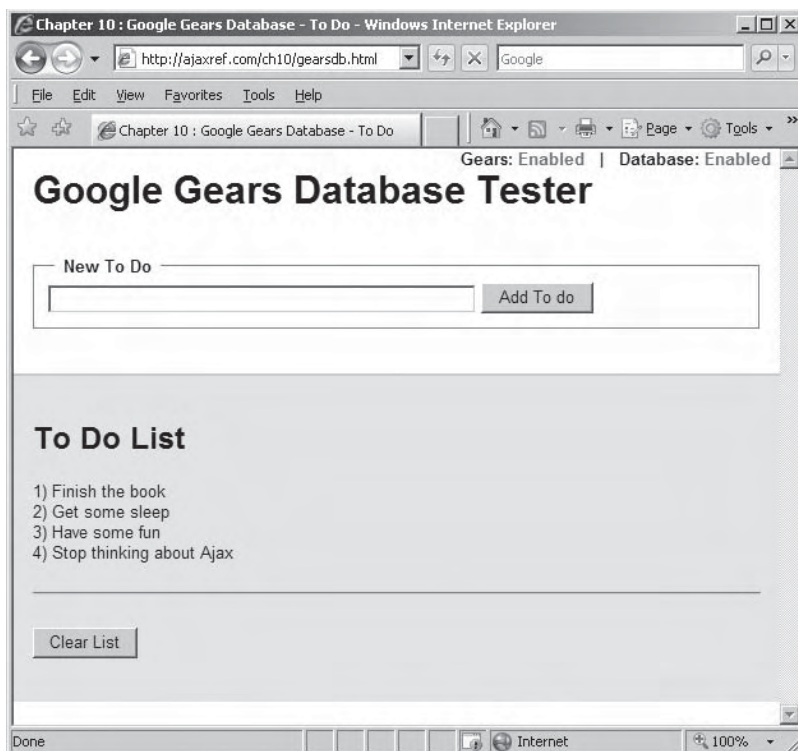 Chapter 10 : Google Gears Database - To Do - Windows Internet Explorer
http://ajaxref.com/ch10/gearsdb.html
Google
File Edit View Favorites Tools Help
Chapter 10 : Google Gears Database - To Do
Page Tools »
Gears: Enabled | Database: Enabled
Google Gears Database Tester
New To Do
Add To do
To Do List
1) Finish the book
2) Get some sleep
3) Have some fun
4) Stop thinking about Ajax
Clear List
Done Internet 100%